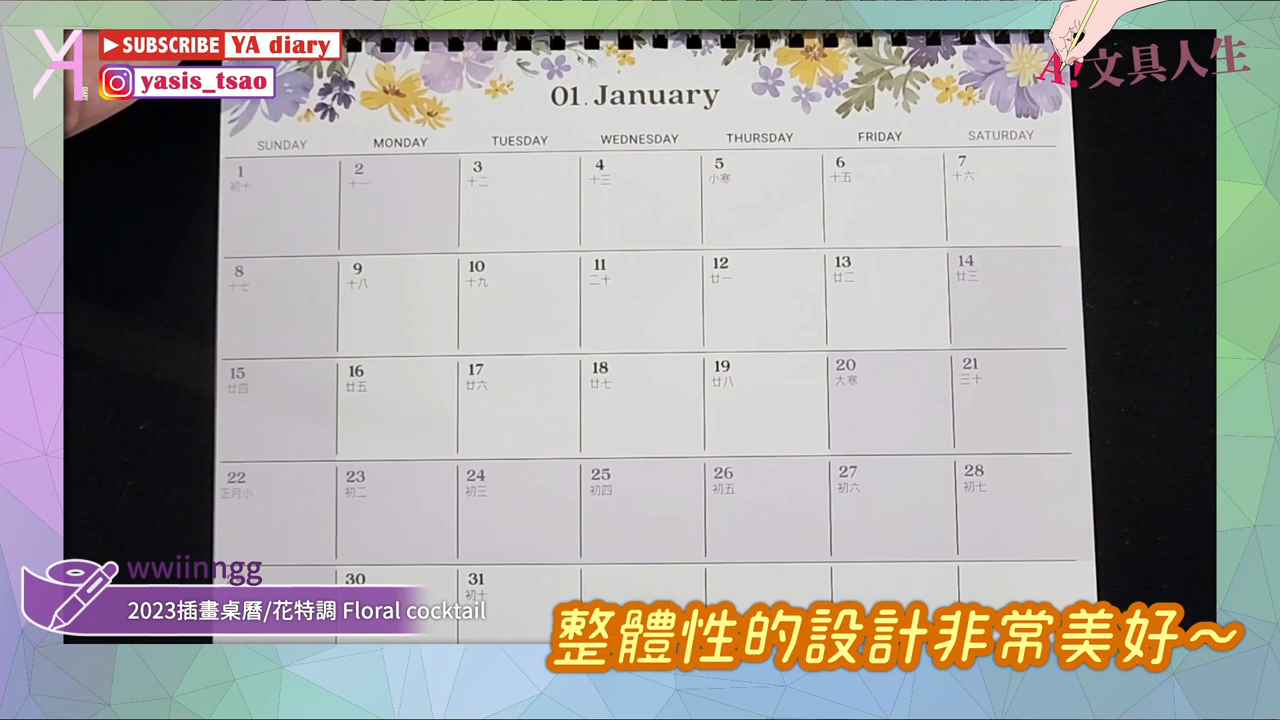 YA
DIARY
SUBSCRIBE YA diary
yasis_tsao
A!文具人生
01. January
SUNDAY MONDAY TUESDAY WEDNESDAY THURSDAY FRIDAY SATURDAY
1 2 3 4 5 6 7
初十 十一 十二 十三 小寒 十五 十六
8 9 10 11 12 13 14
十七 十八 十九 二十 廿一 廿二 廿三
15 16 17 18 19 20 21
廿四 廿五 廿六 廿七 廿八 大寒 三十
22 23 24 25 26 27 28
正月小 初二 初三 初四 初五 初六 初七
30 31
初十
wwiinngg
2023插畫桌曆/花特調 Floral cocktail
整體性的設計非常美好～